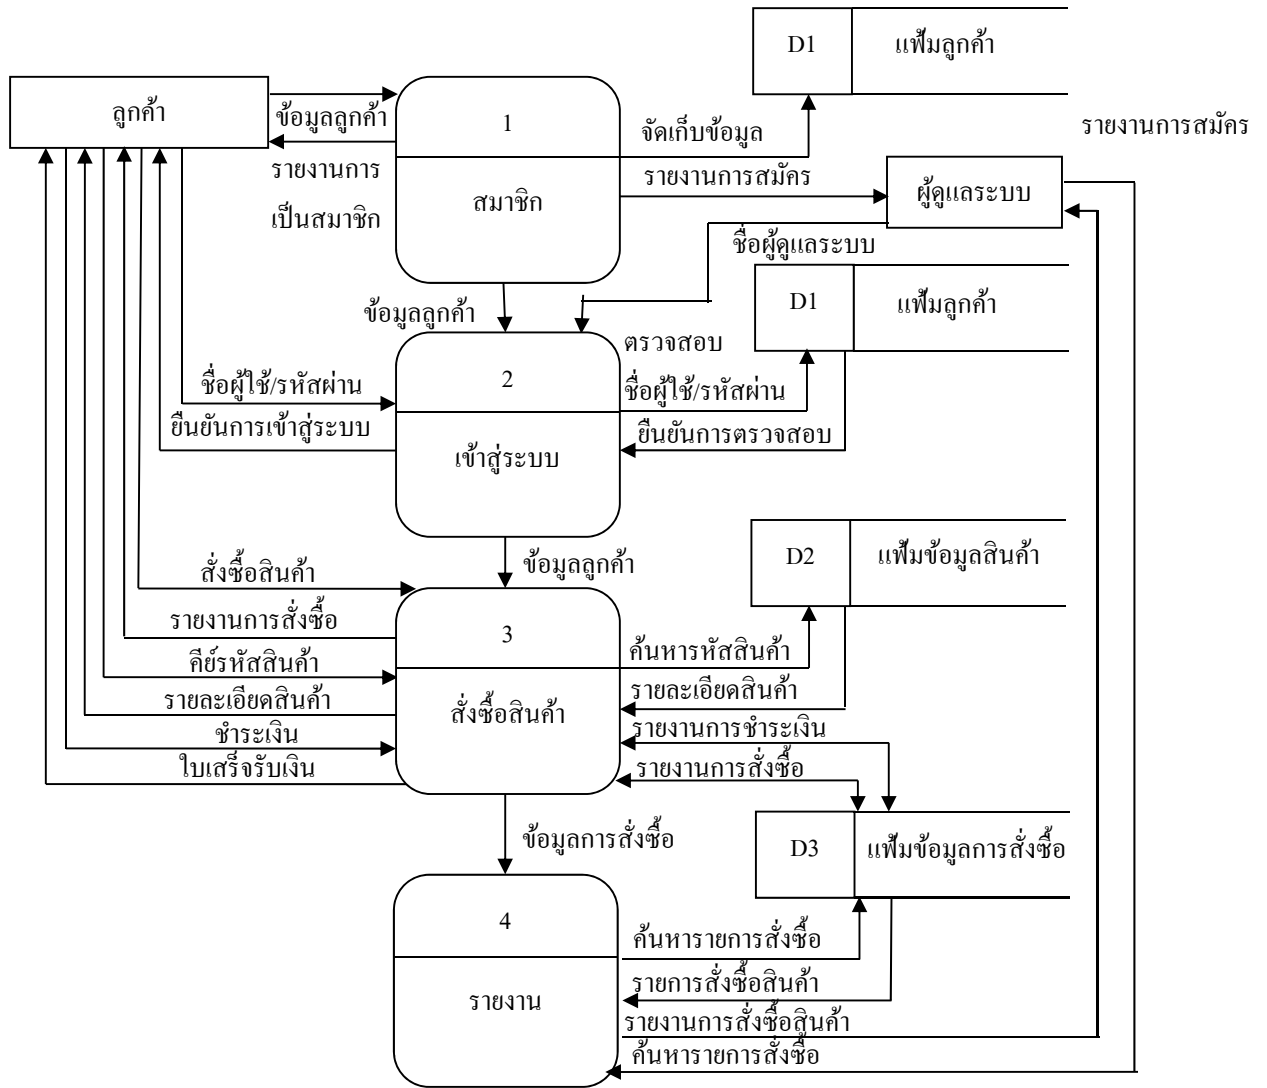 D1
แฟ้มลูกค้า
ลูกค้า
ข้อมูลลูกค้า
1
จัดเก็บข้อมูล
รายงานการสมัคร
รายงานการ
เป็นสมาชิก
สมาชิก
รายงานการสมัคร
ผู้ดูแลระบบ
ชื่อผู้ดูแลระบบ
ข้อมูลลูกค้า
D1
แฟ้มลูกค้า
ตรวจสอบ
ชื่อผู้ใช้/รหัสผ่าน
2
ชื่อผู้ใช้/รหัสผ่าน
ยืนยันการเข้าสู่ระบบ
ยืนยันการตรวจสอบ
เข้าสู่ระบบ
ข้อมูลลูกค้า
D2
แฟ้มข้อมูลสินค้า
สั่งซื้อสินค้า
รายงานการสั่งซื้อ
3
คีย์รหัสสินค้า
ค้นหารหัสสินค้า
รายละเอียดสินค้า
รายละเอียดสินค้า
สั่งซื้อสินค้า
ชำระเงิน
รายงานการชำระเงิน
ใบเสร็จรับเงิน
รายงานการสั่งซื้อ
ข้อมูลการสั่งซื้อ
D3
แฟ้มข้อมูลการสั่งซื้อ
4
ค้นหารายการสั่งซื้อ
รายงาน
รายการสั่งซื้อสินค้า
รายงานการสั่งซื้อสินค้า
ค้นหารายการสั่งซื้อ